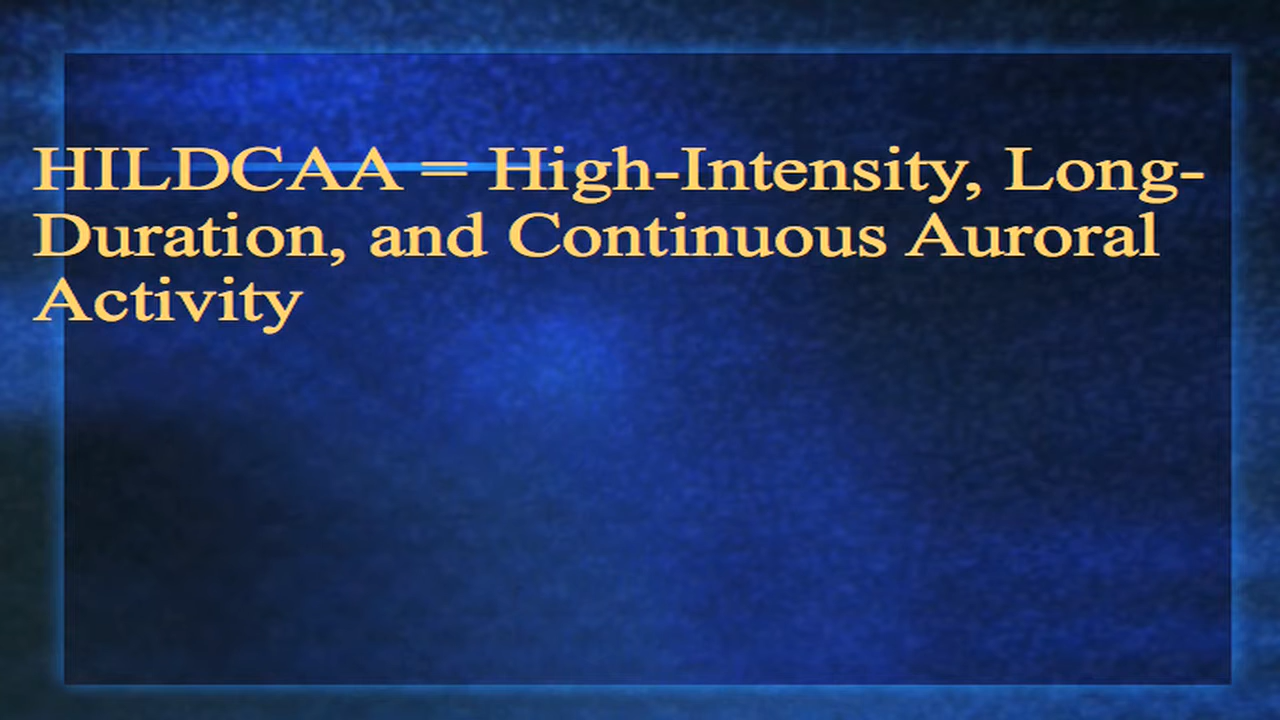 HILDCAA = High-Intensity, Long-
Duration, and Continuous Auroral
Activity